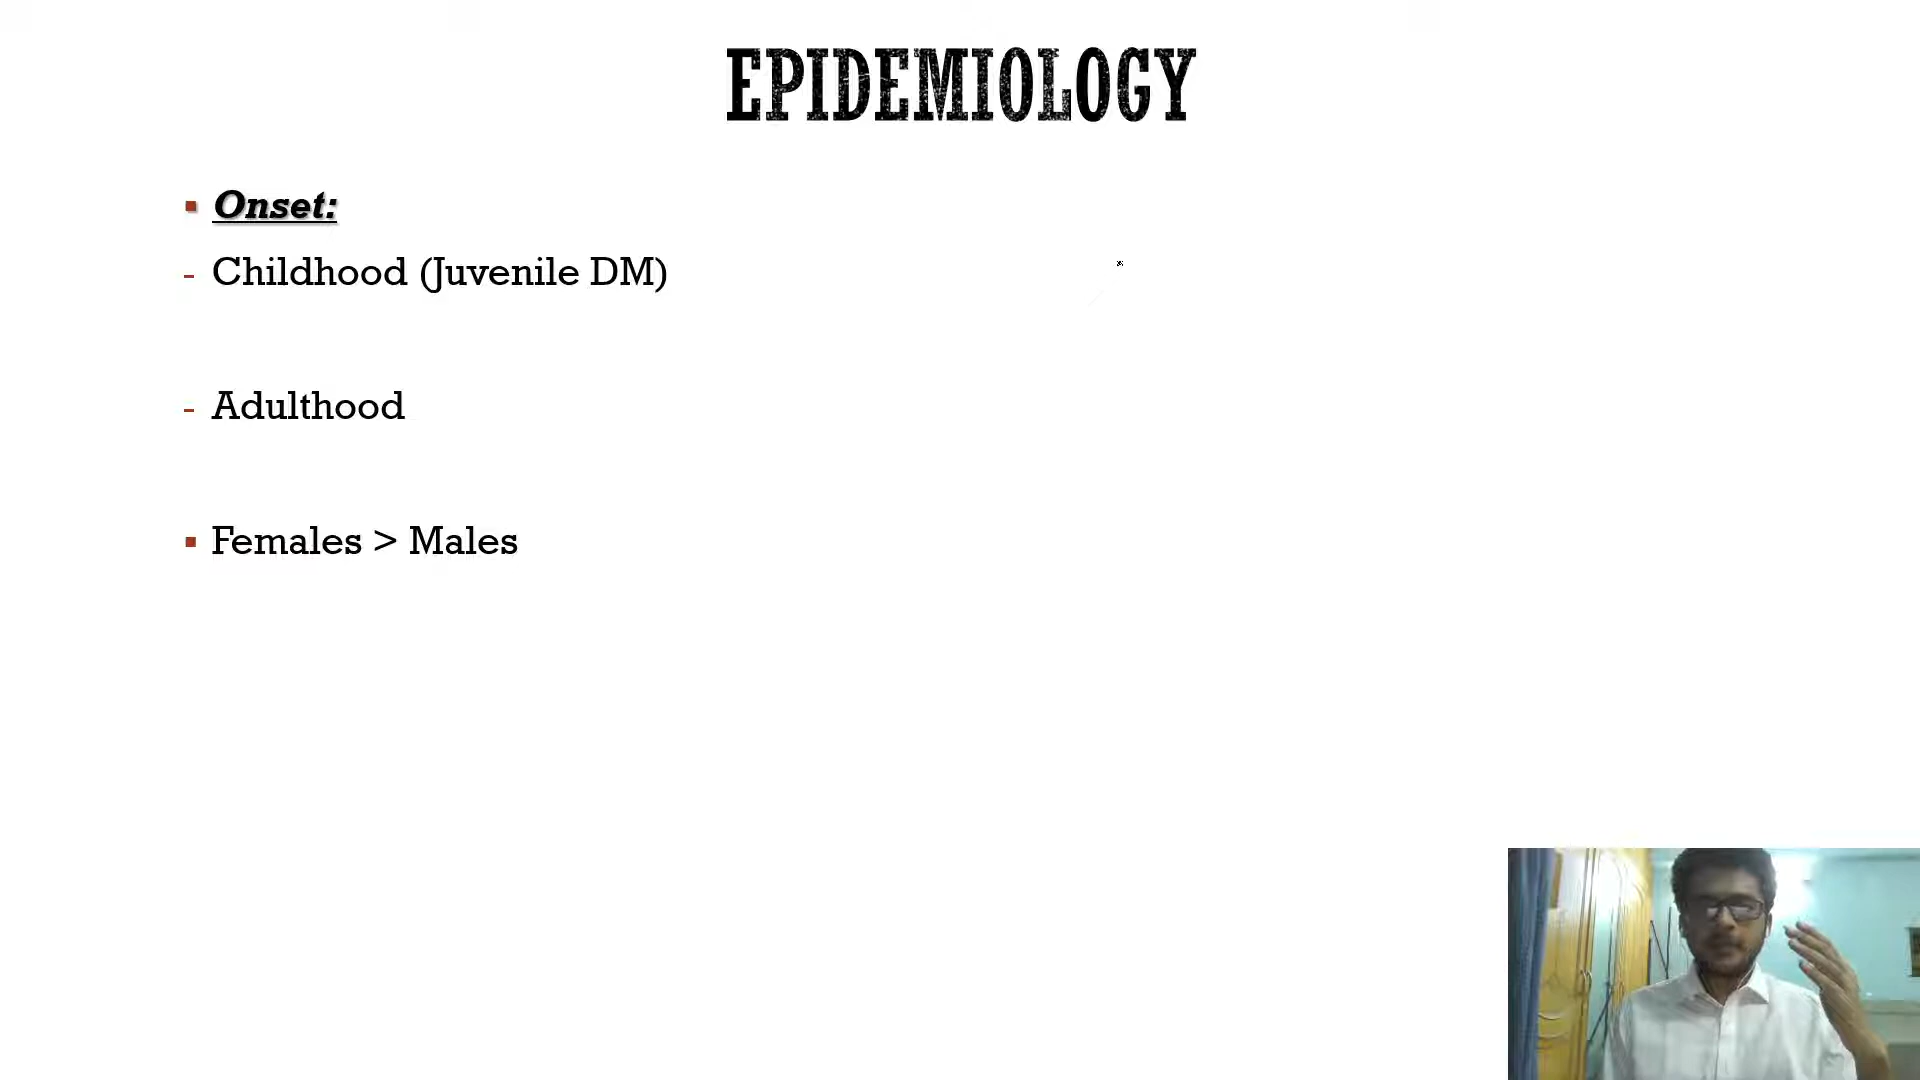 EPIDEMIOLOGY
▪ Onset:
- Childhood (Juvenile DM)
- Adulthood
▪ Females > Males